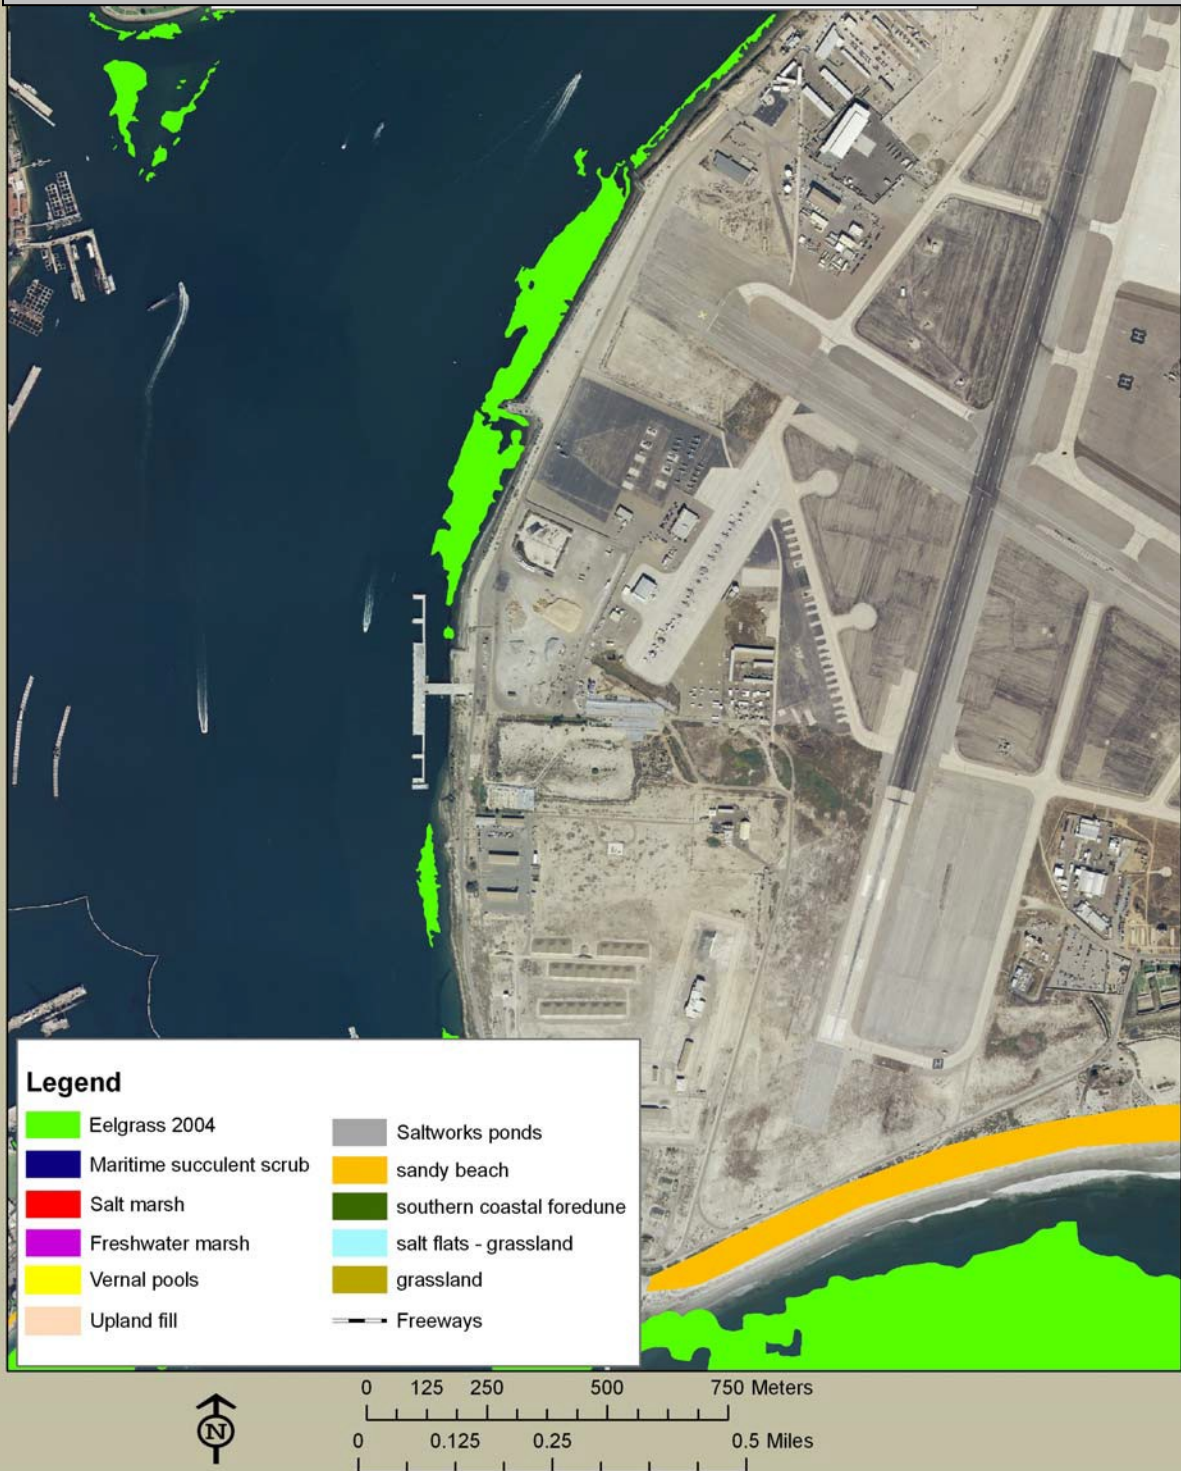 Legend
Eelgrass 2004
Maritime succulent scrub
Salt marsh
Freshwater marsh
Vernal pools
Upland fill
Saltworks ponds
sandy beach
southern coastal foredune
salt flats - grassland
grassland
Freeways
N
0 125 250 500 750 Meters
0 0.125 0.25 0.5 Miles